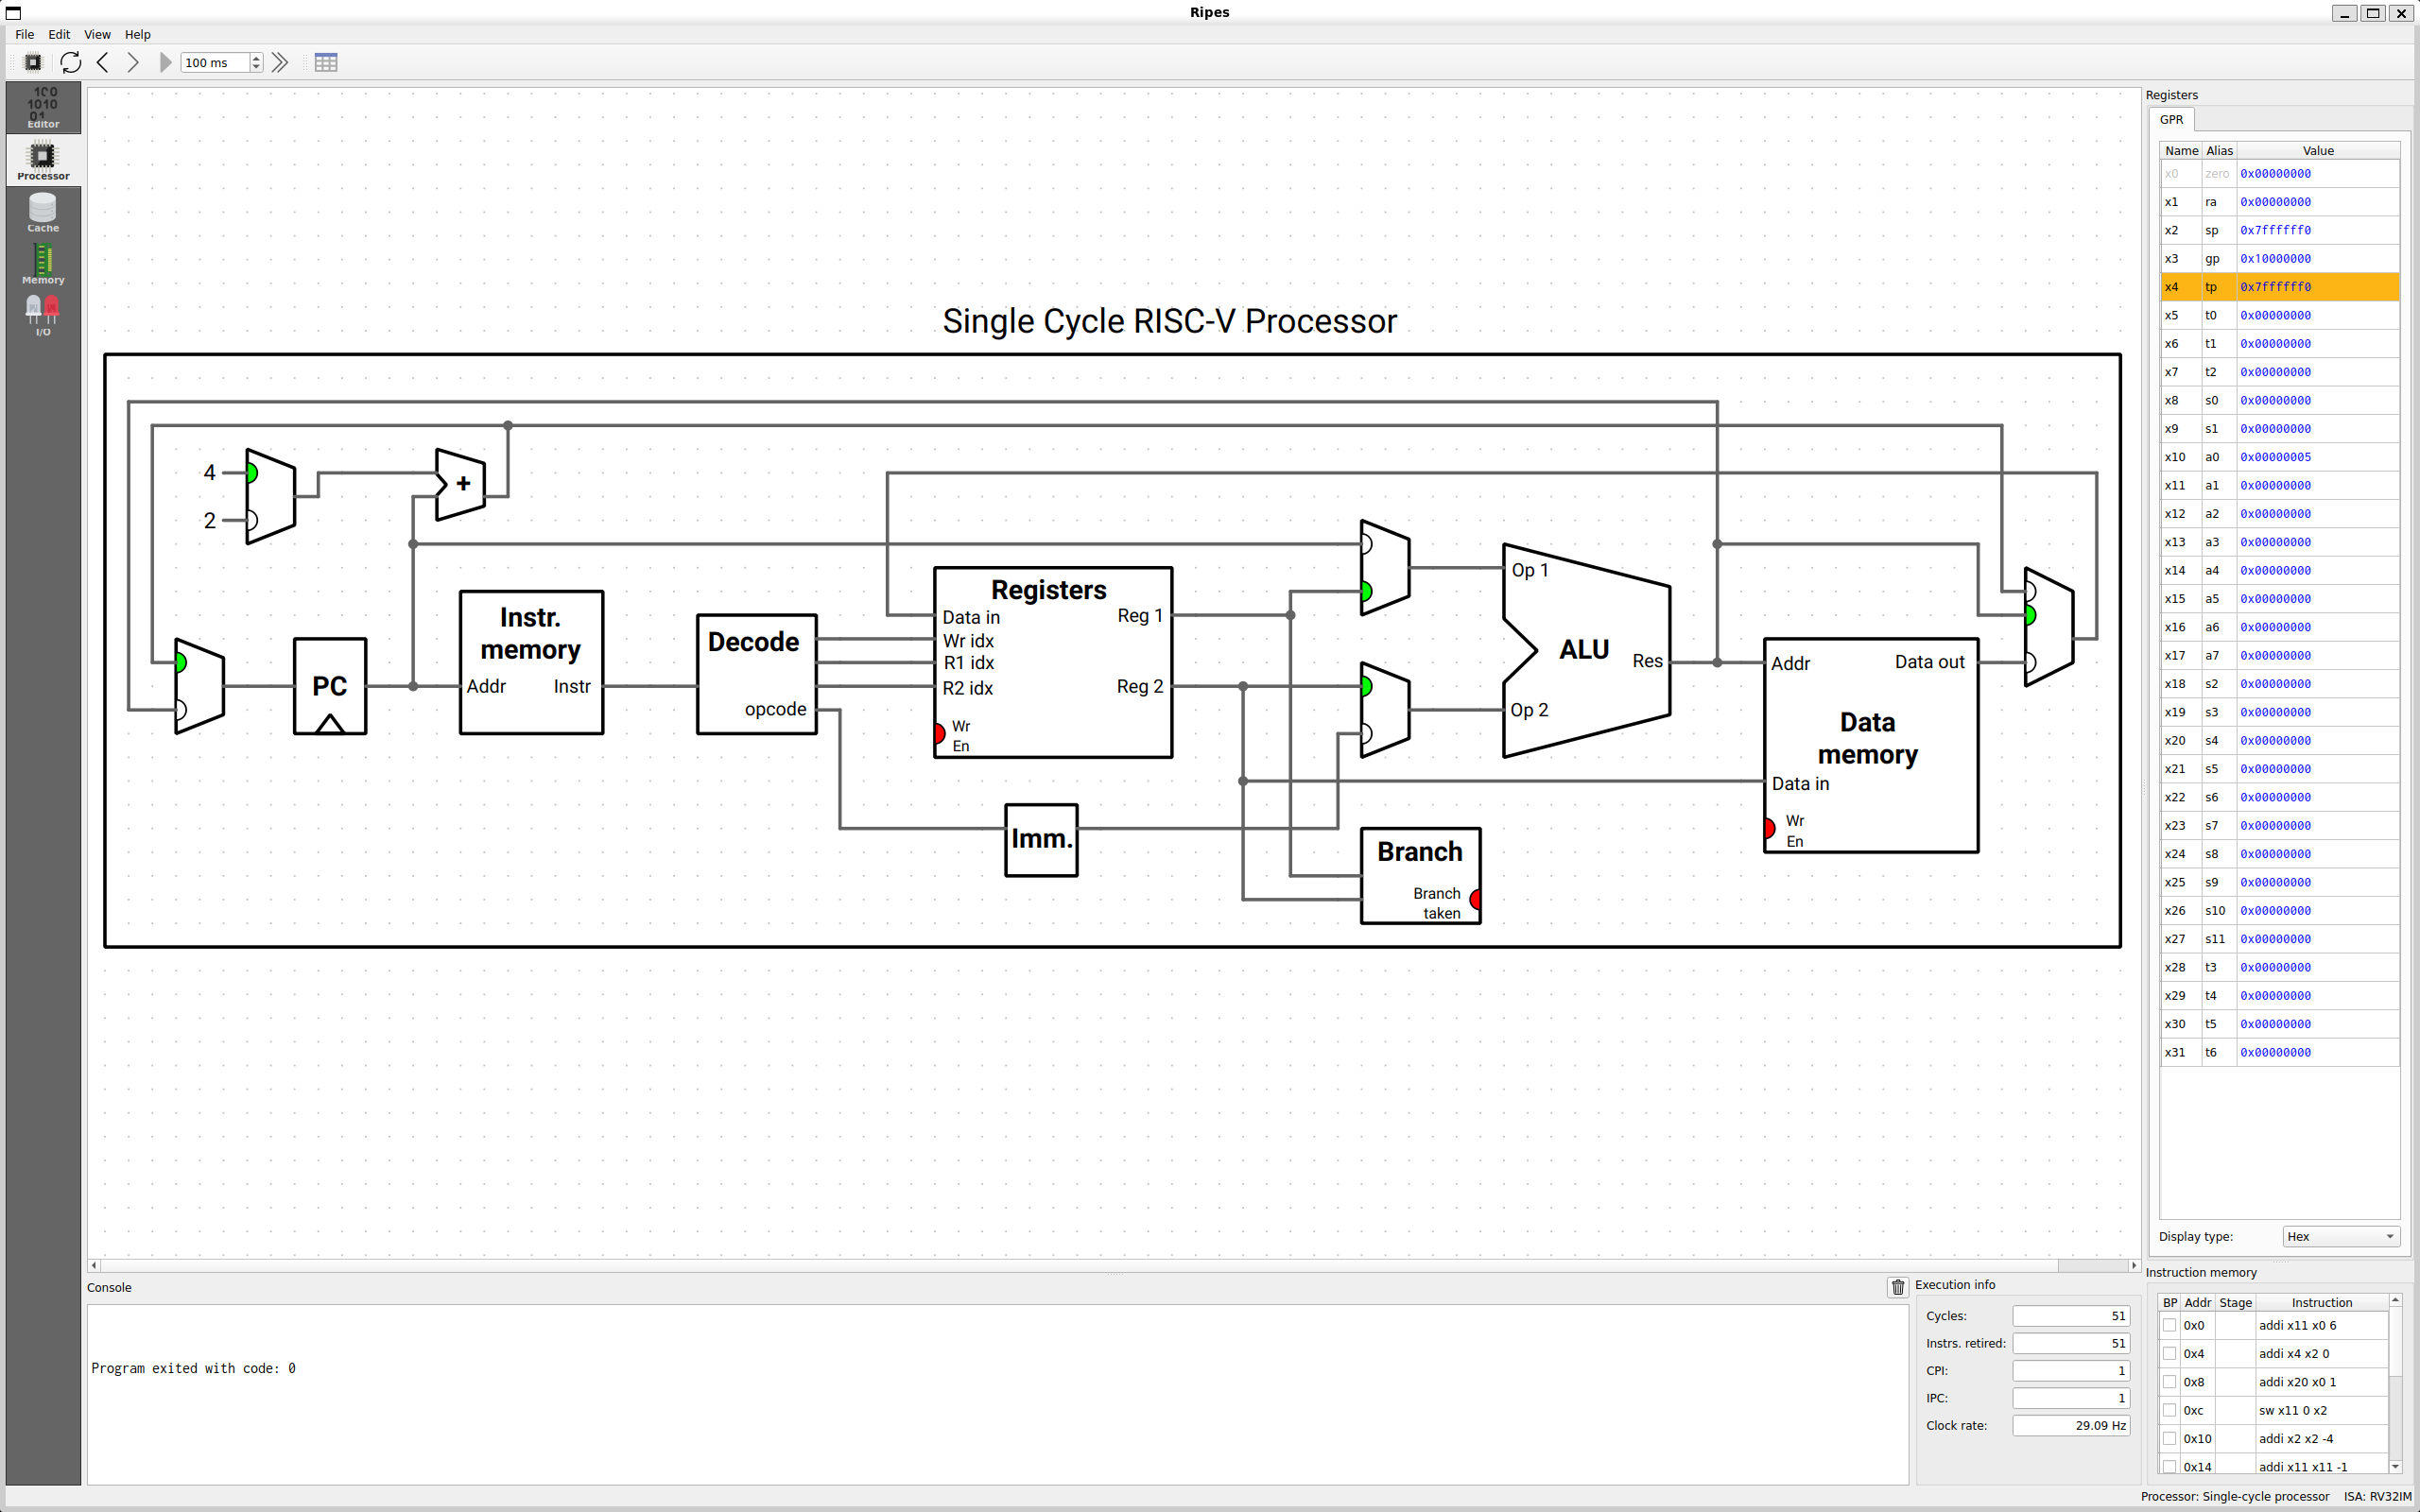 Ripes
File Edit View Help
100 ms
Editor
Processor
Cache
Memory
I/O
Single Cycle RISC-V Processor
4
2
+
PC
Instr.
memory
Addr Instr
Decode
opcode
Registers
Data in
Wr idx
R1 idx
R2 idx
Wr
En
Reg 1
Reg 2
Imm.
Op 1
Op 2
ALU
Res
Branch
Branch
taken
Addr
Data out
Data
memory
Data in
Wr
En
Registers
GPR
Name Alias Value
x0 zero 0x00000000
x1 ra 0x00000000
x2 sp 0x7ffffff0
x3 gp 0x10000000
x4 tp 0x7ffffff0
x5 t0 0x00000000
x6 t1 0x00000000
x7 t2 0x00000000
x8 s0 0x00000000
x9 s1 0x00000000
x10 a0 0x00000005
x11 a1 0x00000000
x12 a2 0x00000000
x13 a3 0x00000000
x14 a4 0x00000000
x15 a5 0x00000000
x16 a6 0x00000000
x17 a7 0x00000000
x18 s2 0x00000000
x19 s3 0x00000000
x20 s4 0x00000000
x21 s5 0x00000000
x22 s6 0x00000000
x23 s7 0x00000000
x24 s8 0x00000000
x25 s9 0x00000000
x26 s10 0x00000000
x27 s11 0x00000000
x28 t3 0x00000000
x29 t4 0x00000000
x30 t5 0x00000000
x31 t6 0x00000000
Display type: Hex
Console
Program exited with code: 0
Execution info
Cycles: 51
Instrs. retired: 51
CPI: 1
IPC: 1
Clock rate: 29.09 Hz
Instruction memory
BP Addr Stage Instruction
0x0 addi x11 x0 6
0x4 addi x4 x2 0
0x8 addi x20 x0 1
0xc sw x11 0 x2
0x10 addi x2 x2 -4
0x14 addi x11 x11 -1
Processor: Single-cycle processor ISA: RV32IM